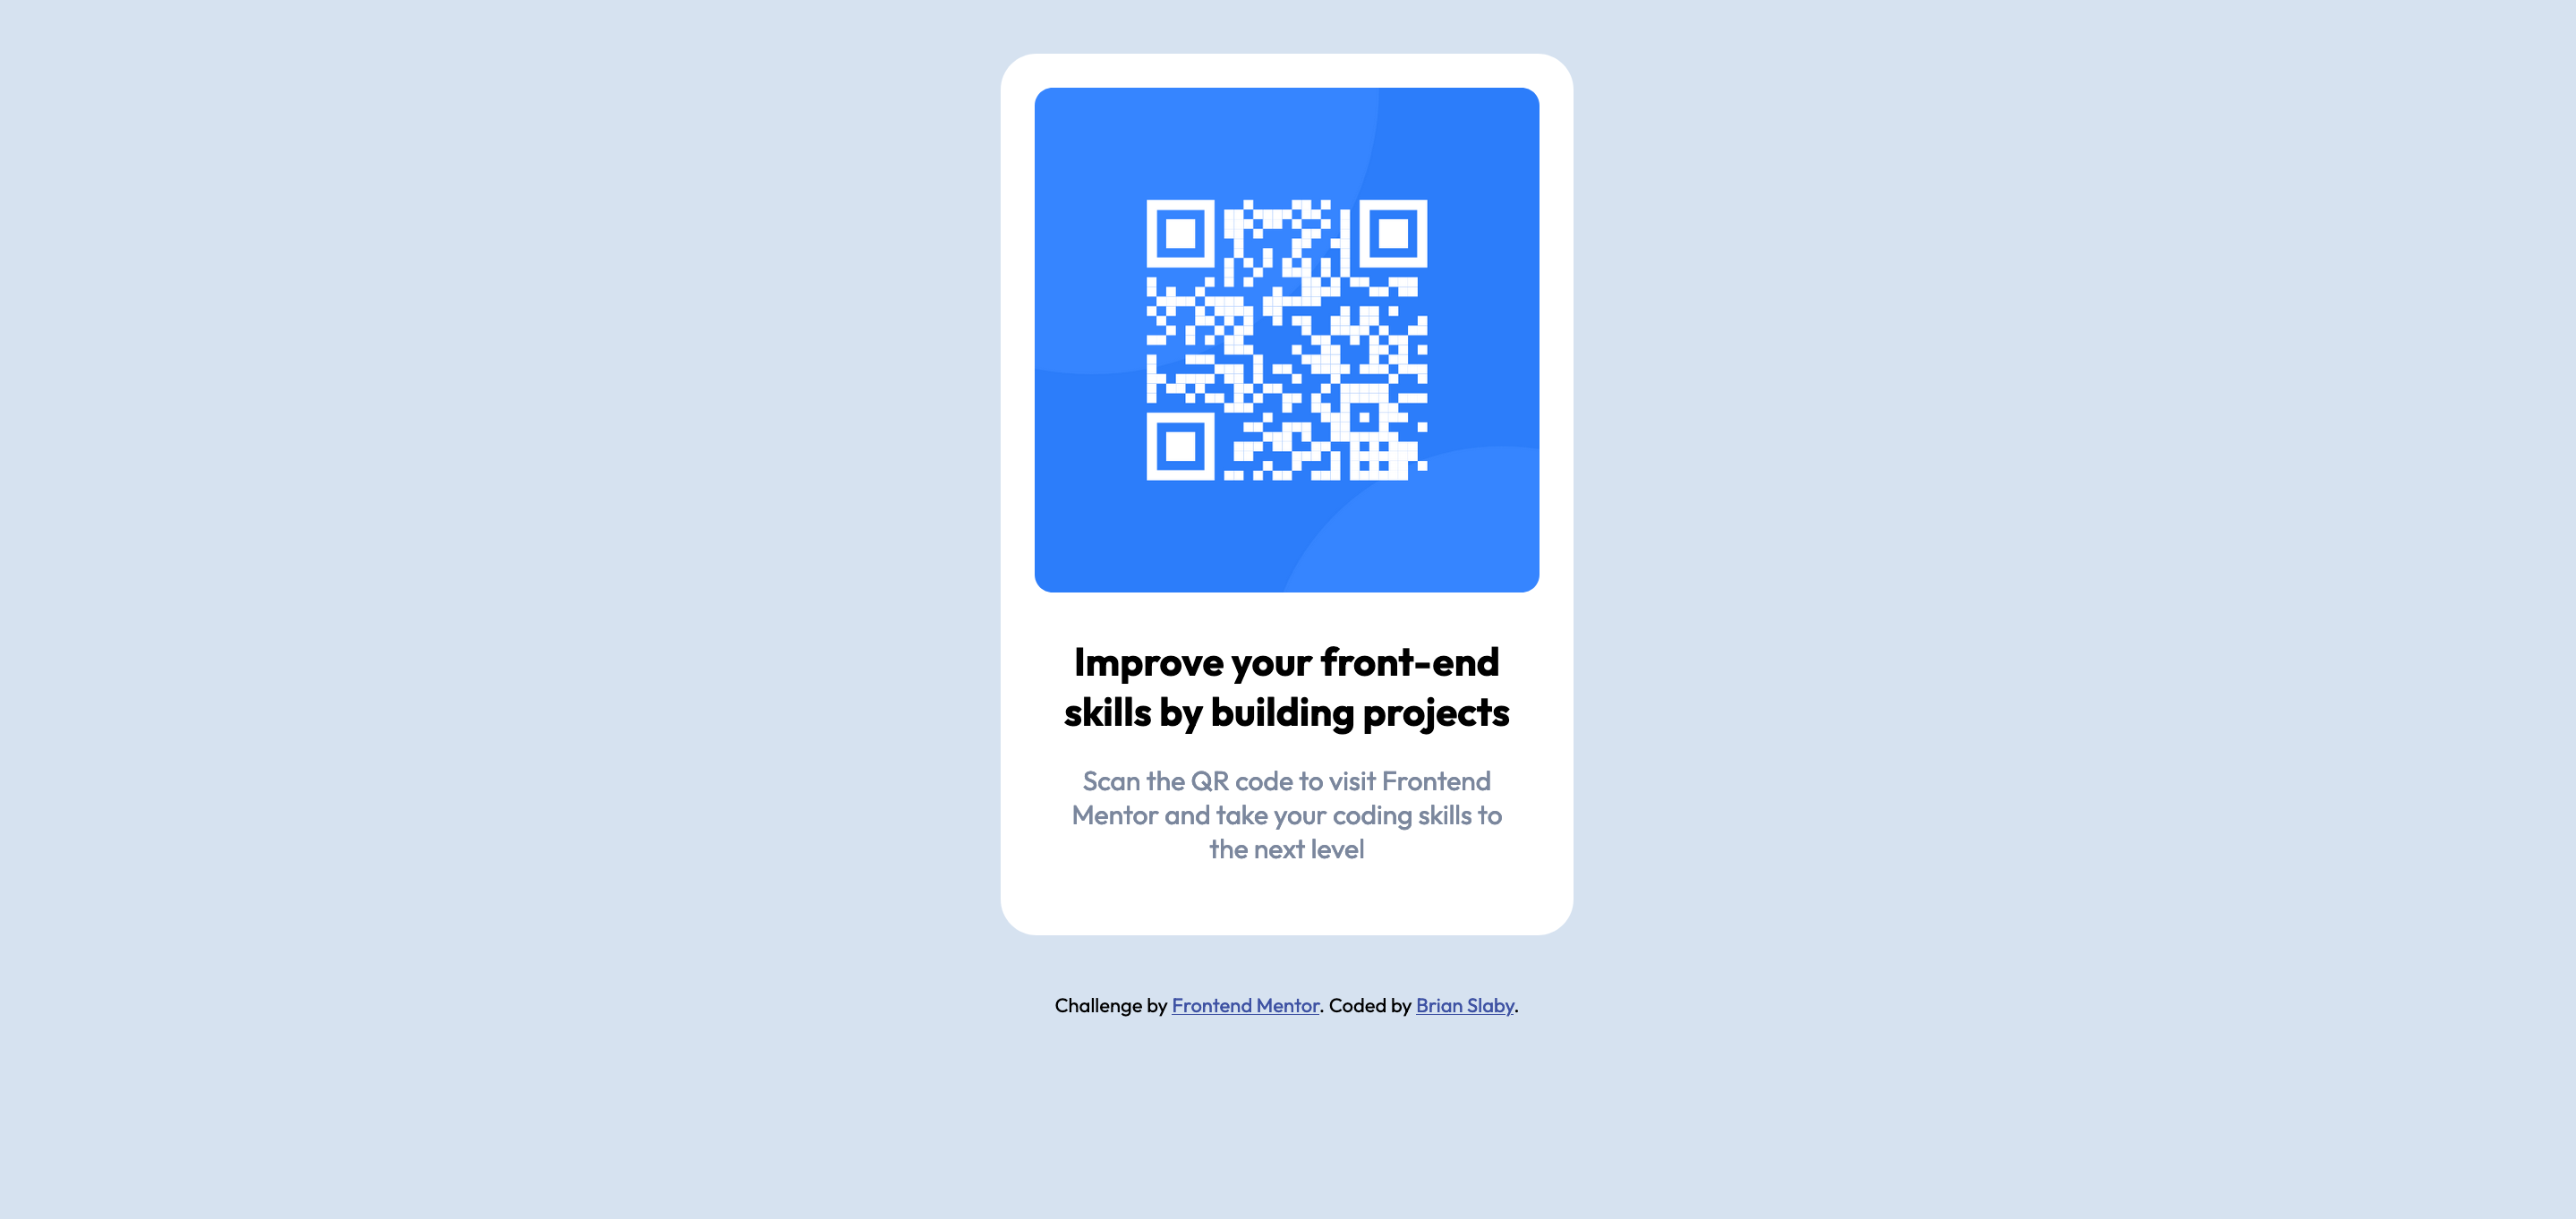 Improve your front-end
skills by building projects
Scan the QR code to visit Frontend
Mentor and take your coding skills to
the next level
Challenge by Frontend Mentor. Coded by Brian Slaby.